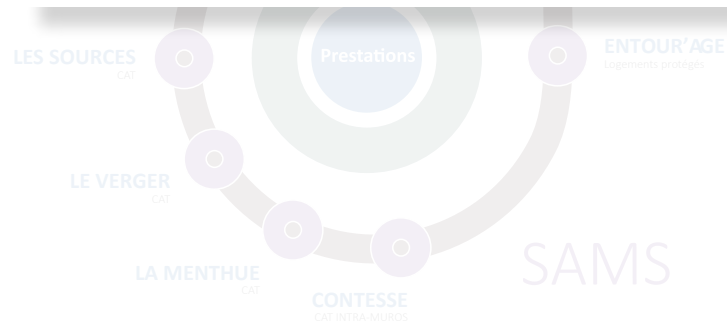 Prestations
ENTOUR'AGE
Logements protégés
LES SOURCES
CAT
LE VERGER
CAT
LA MENTHUE
CAT
CONTESSE
CAT INTRA-MUROS
SAMS